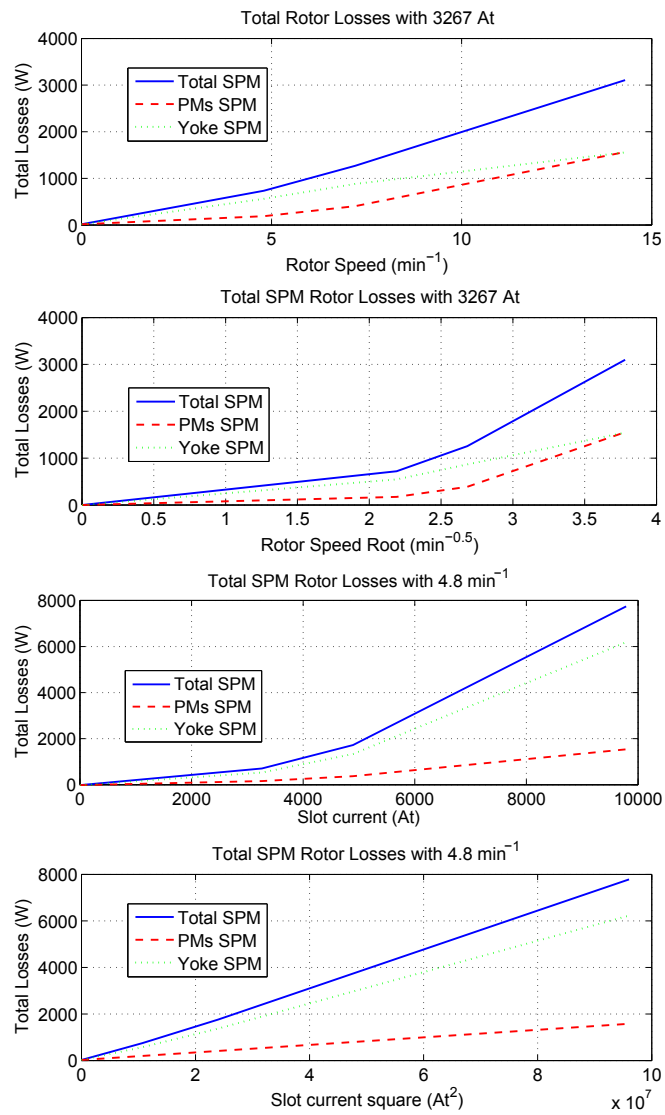 Total Rotor Losses with 3267 At
4000
3000
2000
1000
0
Total Losses (W)
Total SPM
PMs SPM
Yoke SPM
0 5 10 15
Rotor Speed (min⁻¹)
Total SPM Rotor Losses with 3267 At
4000
3000
2000
1000
0
Total Losses (W)
Total SPM
PMs SPM
Yoke SPM
0 0.5 1 1.5 2 2.5 3 3.5 4
Rotor Speed Root (min⁻⁰·⁵)
Total SPM Rotor Losses with 4.8 min⁻¹
8000
6000
4000
2000
0
Total Losses (W)
Total SPM
PMs SPM
Yoke SPM
0 2000 4000 6000 8000 10000
Slot current (At)
Total SPM Rotor Losses with 4.8 min⁻¹
8000
6000
4000
2000
0
Total Losses (W)
Total SPM
PMs SPM
Yoke SPM
0 2 4 6 8 10
Slot current square (At²)
x 10⁷